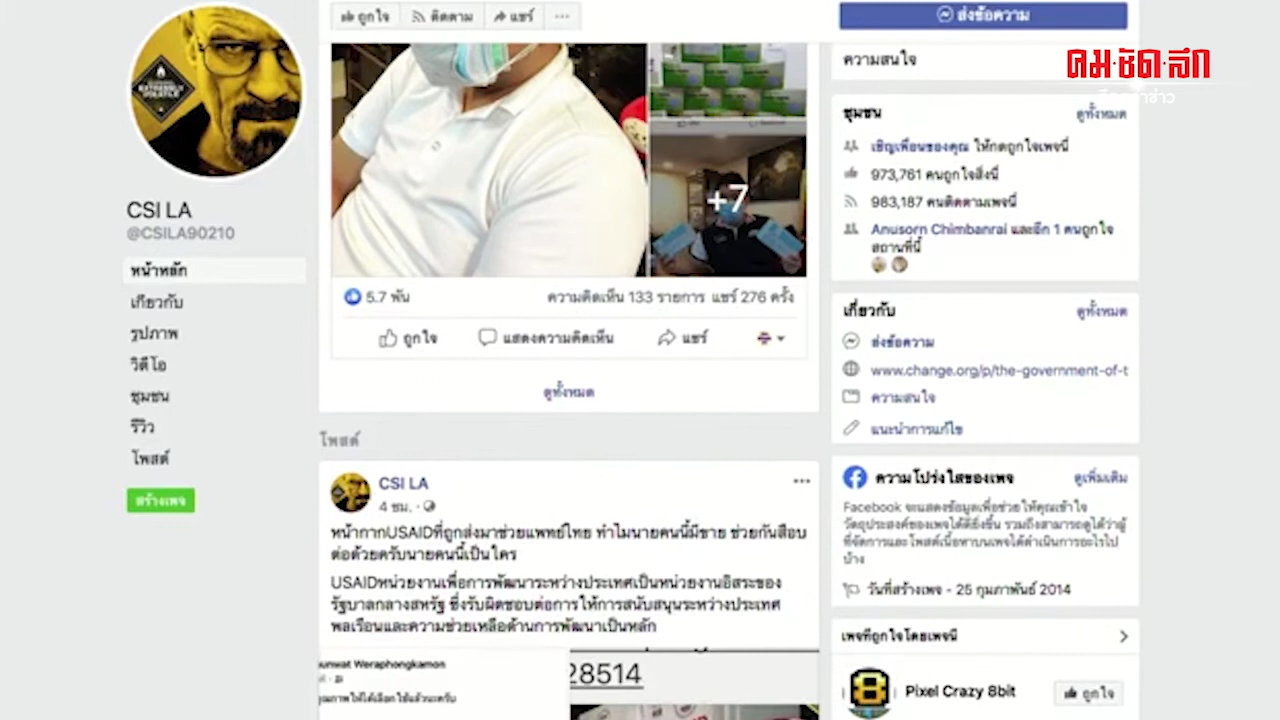 ถูกใจ
ติดตาม
แชร์
ส่งข้อความ
ความสนใจ
คม·ชัด·ลึก
ชุมชน
ดูทั้งหมด
เชิญเพื่อนของคุณ ให้กดถูกใจเพจนี้
973,761 คนถูกใจสิ่งนี้
983,187 คนติดตามเพจนี้
Anusorn Chimbanrai และอีก 1 คนถูกใจ
สถานที่นี้
+7
CSI LA
@CSILA90210
หน้าหลัก
เกี่ยวกับ
รูปภาพ
วิดีโอ
ชุมชน
รีวิว
โพสต์
สร้างเพจ
5.7 พัน
ความคิดเห็น 133 รายการ แชร์ 276 ครั้ง
ถูกใจ
แสดงความคิดเห็น
แชร์
ดูทั้งหมด
เกี่ยวกับ
ดูทั้งหมด
ส่งข้อความ
www.change.org/p/the-government-of-t
ความสนใจ
แนะนำการแก้ไข
โพสต์
CSI LA
4 ชม.
หน้ากากUSAIDที่ถูกส่งมาช่วยแพทย์ไทย ทำไมนายคนนี้มีขาย ช่วยกันสืบ
ต่อด้วยครับนายคนนี้เป็นใคร
USAIDหน่วยงานเพื่อการพัฒนาระหว่างประเทศเป็นหน่วยงานอิสระของ
รัฐบาลกลางสหรัฐ ซึ่งรับผิดชอบต่อการให้การสนับสนุนระหว่างประเทศ
พลเรือนและความช่วยเหลือด้านการพัฒนาเป็นหลัก
unwat Weraphongkamon
28514
ความโปร่งใสของเพจ
ดูเพิ่มเติม
Facebook จะแสดงข้อมูลเพื่อช่วยให้คุณเข้าใจ
วัตถุประสงค์ของเพจได้ดียิ่งขึ้น รวมถึงสามารถดูได้ว่าผู้
ที่จัดการและโพสต์เนื้อหาบนเพจได้ดำเนินการอะไรไป
บ้าง
วันที่สร้างเพจ - 25 กุมภาพันธ์ 2014
เพจที่ถูกใจโดยเพจนี้
Pixel Crazy 8bit
ถูกใจ